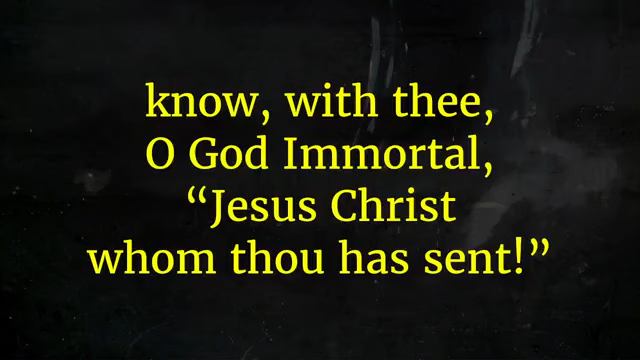 know, with thee,
O God Immortal,
“Jesus Christ
whom thou has sent!”